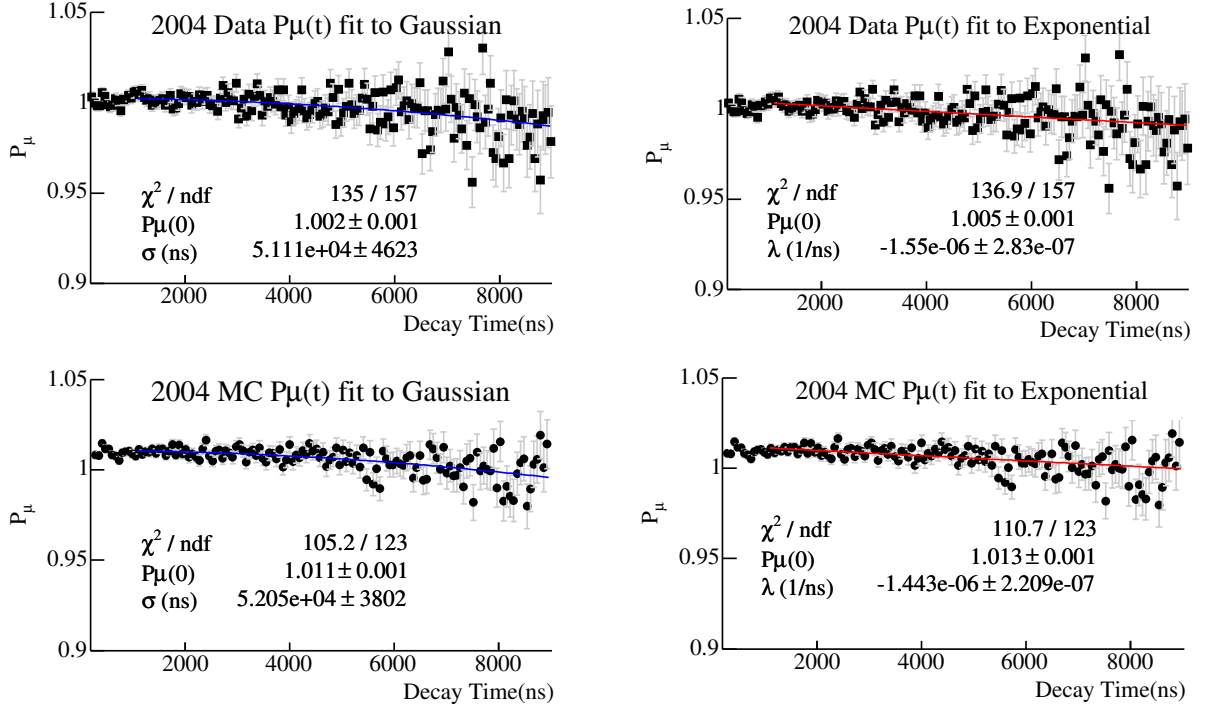 2004 Data Pμ(t) fit to Gaussian
1.05
1
0.95
0.9
Pμ
χ² / ndf 135 / 157
Pμ(0) 1.002 ± 0.001
σ (ns) 5.111e+04 ± 4623
2000 4000 6000 8000
Decay Time(ns)
2004 Data Pμ(t) fit to Exponential
1.05
1
0.95
0.9
Pμ
χ² / ndf 136.9 / 157
Pμ(0) 1.005 ± 0.001
λ (1/ns) -1.55e-06 ± 2.83e-07
2000 4000 6000 8000
Decay Time(ns)
2004 MC Pμ(t) fit to Gaussian
1.05
1
0.95
0.9
Pμ
χ² / ndf 105.2 / 123
Pμ(0) 1.011 ± 0.001
σ (ns) 5.205e+04 ± 3802
2000 4000 6000 8000
Decay Time(ns)
2004 MC Pμ(t) fit to Exponential
1.05
1
0.95
0.9
Pμ
χ² / ndf 110.7 / 123
Pμ(0) 1.013 ± 0.001
λ (1/ns) -1.443e-06 ± 2.209e-07
2000 4000 6000 8000
Decay Time(ns)